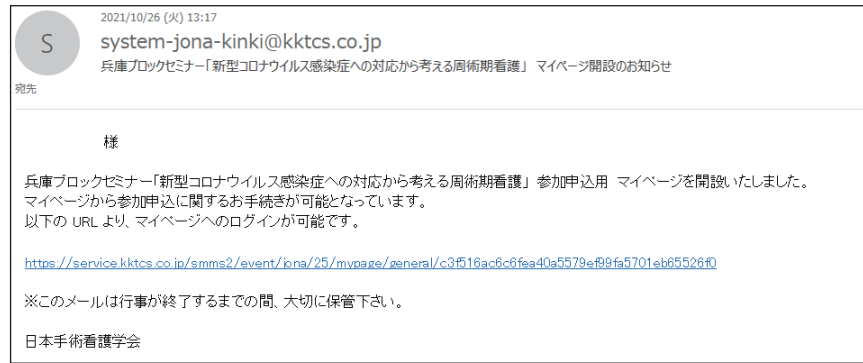 2021/10/26 (火) 13:17
S
system-jona-kinki@kktcs.co.jp
兵庫ブロックセミナー「新型コロナウイルス感染症への対応から考える周術期看護」 マイページ開設のお知らせ
宛先
様
兵庫ブロックセミナー「新型コロナウイルス感染症への対応から考える周術期看護」 参加申込用 マイページを開設いたしました。
マイページから参加申込に関するお手続きが可能となっています。
以下の URL より、マイページへのログインが可能です。
https://service.kktcs.co.jp/smms2/event/jona/25/mypage/general/c3f516ac6c6fea40a5579ef99fa5701eb65526f0
※このメールは行事が終了するまでの間、大切に保管下さい。
日本手術看護学会